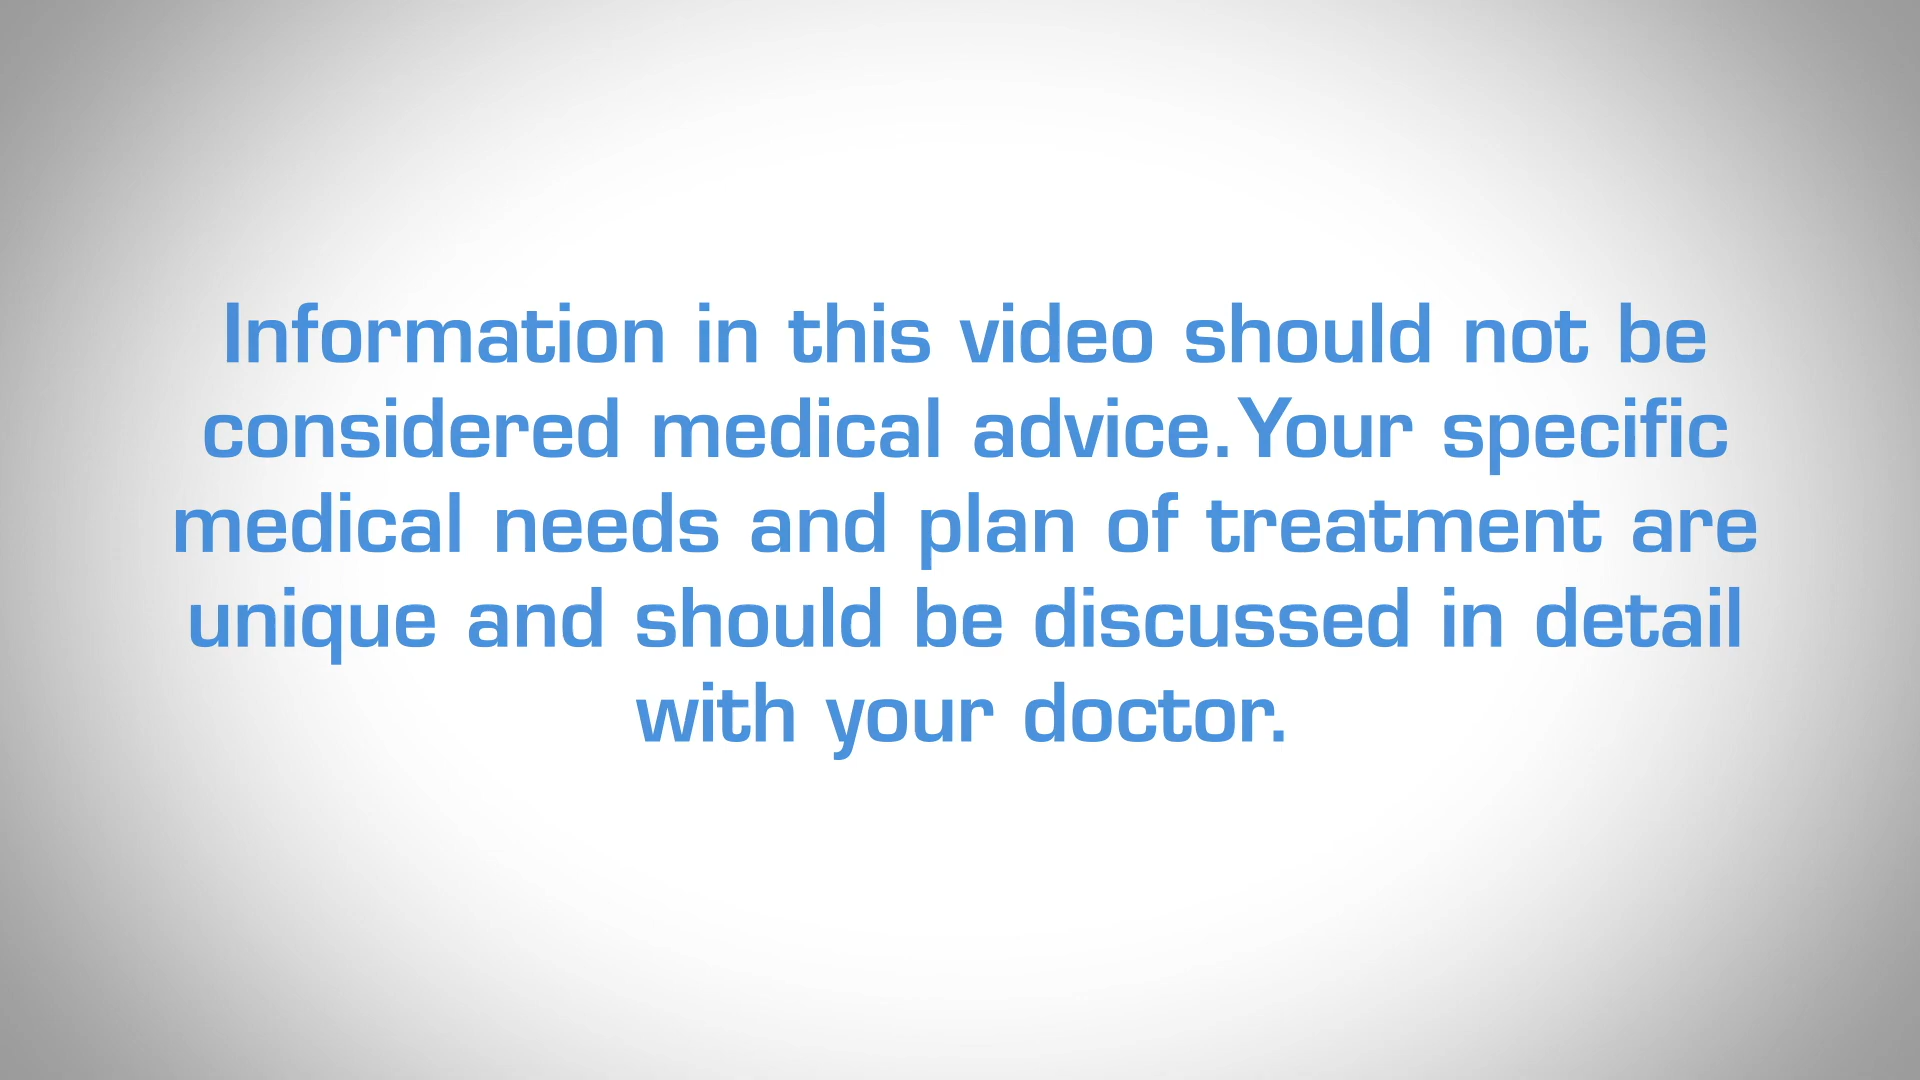 Information in this video should not be
considered medical advice. Your specific
medical needs and plan of treatment are
unique and should be discussed in detail
with your doctor.